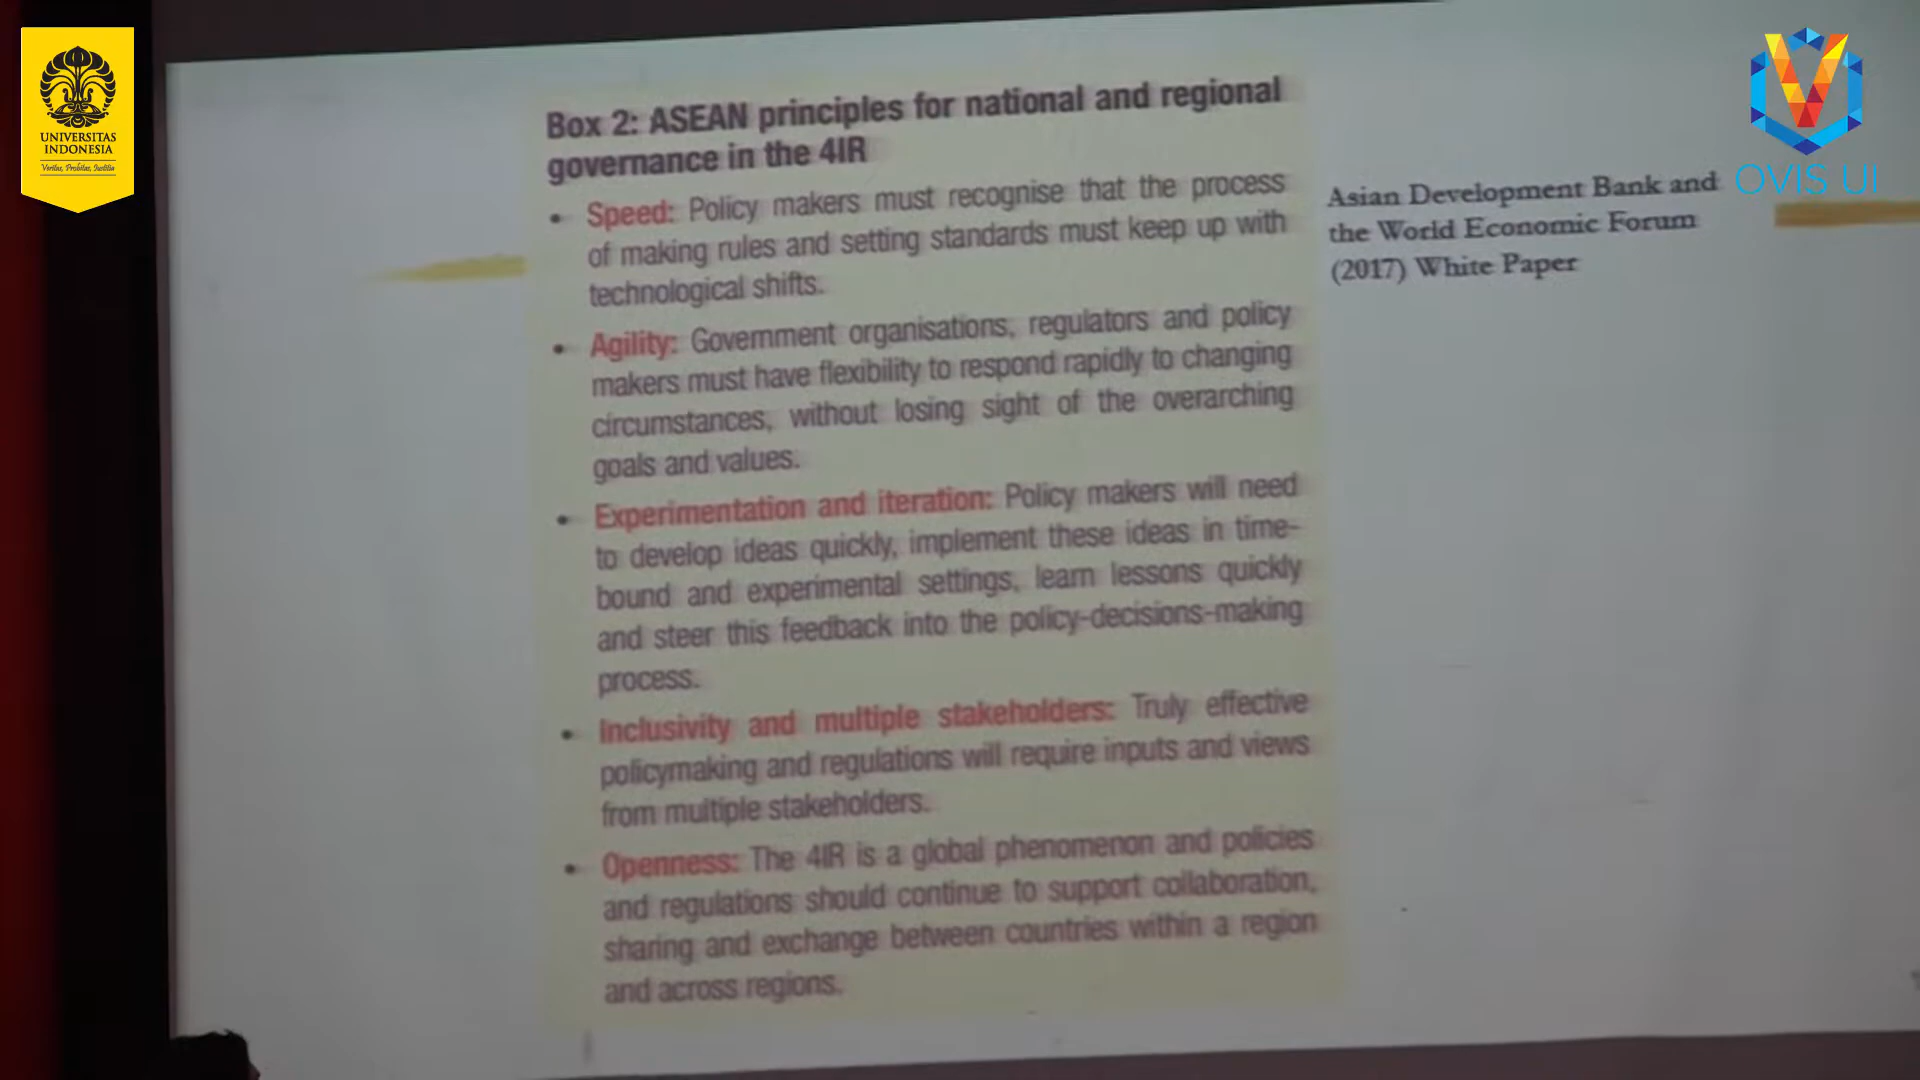 UNIVERSITAS
INDONESIA
Veritas, Probitas, Iustitia
OVIS UI
Box 2: ASEAN principles for national and regional
governance in the 4IR
• Speed: Policy makers must recognise that the process
of making rules and setting standards must keep up with
technological shifts.
• Agility: Government organisations, regulators and policy
makers must have flexibility to respond rapidly to changing
circumstances, without losing sight of the overarching
goals and values.
• Experimentation and iteration: Policy makers will need
to develop ideas quickly, implement these ideas in time-
bound and experimental settings, learn lessons quickly
and steer this feedback into the policy-decisions-making
process.
• Inclusivity and multiple stakeholders: Truly effective
policymaking and regulations will require inputs and views
from multiple stakeholders.
• Openness: The 4IR is a global phenomenon and policies
and regulations should continue to support collaboration,
sharing and exchange between countries within a region
and across regions.
Asian Development Bank and
the World Economic Forum
(2017) White Paper